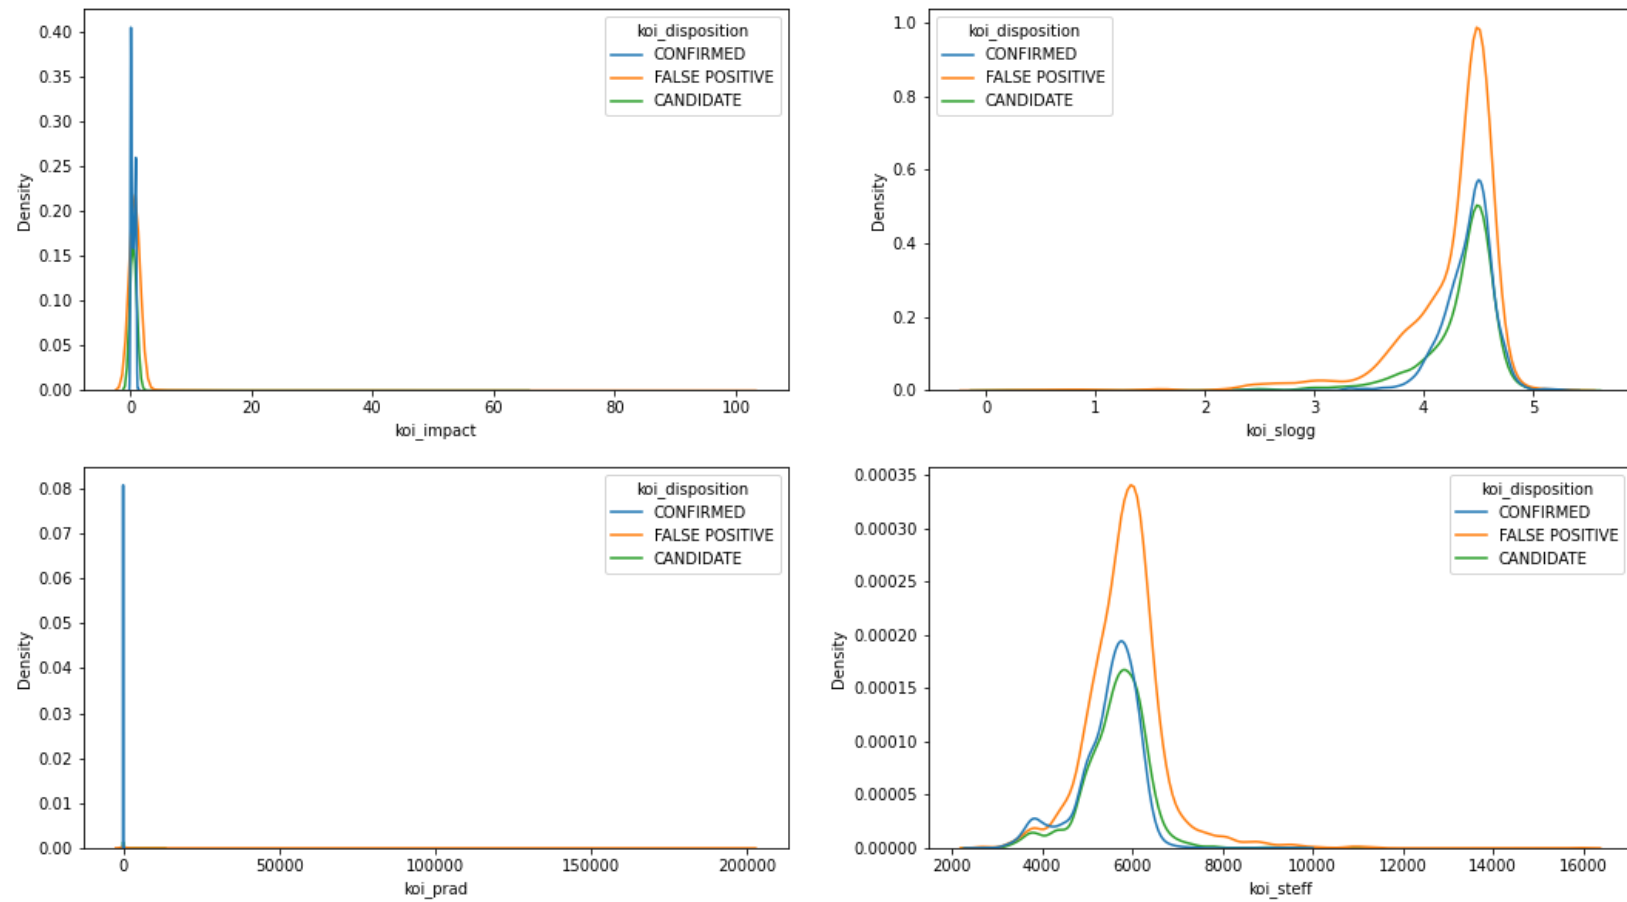 koi_disposition
CONFIRMED
FALSE POSITIVE
CANDIDATE
0.40
0.35
0.30
0.25
0.20
0.15
0.10
0.05
0.00
Density
0 20 40 60 80 100
koi_impact
koi_disposition
CONFIRMED
FALSE POSITIVE
CANDIDATE
1.0
0.8
0.6
0.4
0.2
0.0
Density
0 1 2 3 4 5
koi_slogg
koi_disposition
CONFIRMED
FALSE POSITIVE
CANDIDATE
0.08
0.07
0.06
0.05
0.04
0.03
0.02
0.01
0.00
Density
0 50000 100000 150000 200000
koi_prad
koi_disposition
CONFIRMED
FALSE POSITIVE
CANDIDATE
0.00035
0.00030
0.00025
0.00020
0.00015
0.00010
0.00005
0.00000
Density
2000 4000 6000 8000 10000 12000 14000 16000
koi_steff